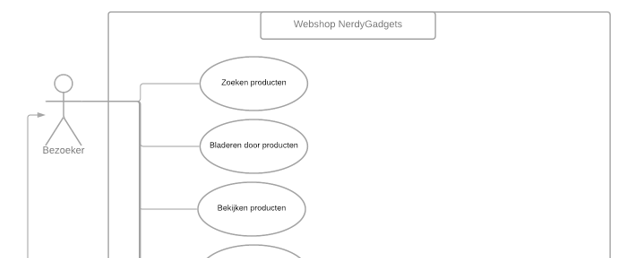 Webshop NerdyGadgets
Zoeken producten
Bladeren door producten
Bezoeker
Bekijken producten